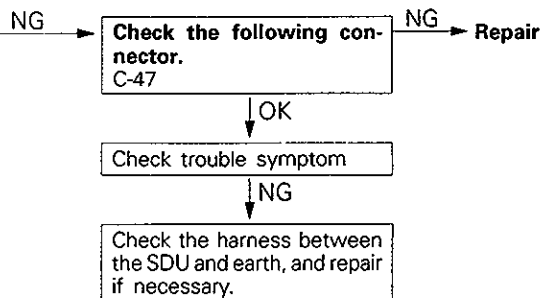 NG
Check the following con-
nector.
C-47
NG
Repair
OK
Check trouble symptom
NG
Check the harness between
the SDU and earth, and repair
if necessary.